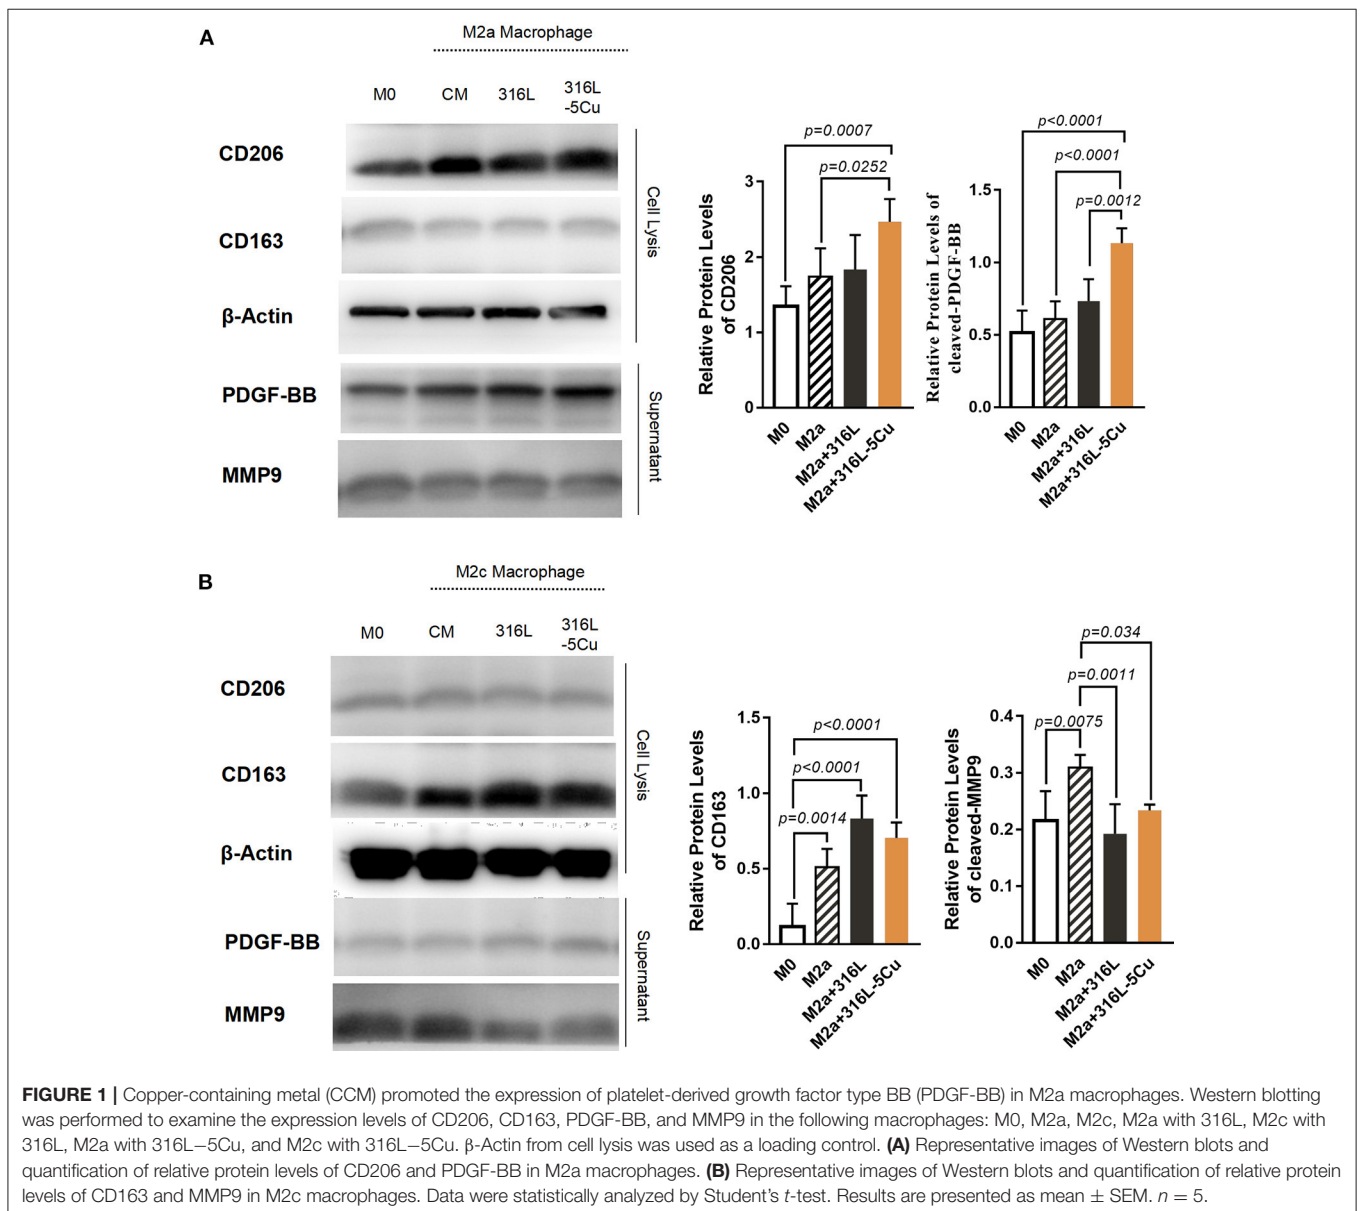 A
M2a Macrophage
M0
CM
316L
316L
-5Cu
CD206
CD163
β-Actin
PDGF-BB
MMP9
Cell Lysis
Supernatant
Relative Protein Levels
of CD206
3
2
1
0
p=0.0007
p=0.0252
M0
M2a
M2a+316L
M2a+316L-5Cu
Relative Protein Levels of
cleaved-PDGF-BB
1.5
1.0
0.5
0.0
p<0.0001
p<0.0001
p=0.0012
M0
M2a
M2a+316L
M2a+316L-5Cu
B
M2c Macrophage
M0
CM
316L
316L
-5Cu
CD206
CD163
β-Actin
PDGF-BB
MMP9
Cell Lysis
Supernatant
Relative Protein Levels
of CD163
1.5
1.0
0.5
0.0
p<0.0001
p<0.0001
p=0.0014
M0
M2a
M2a+316L
M2a+316L-5Cu
Relative Protein Levels
of cleaved-MMP9
0.4
0.3
0.2
0.1
0.0
p=0.034
p=0.0011
p=0.0075
M0
M2a
M2a+316L
M2a+316L-5Cu
FIGURE 1 | Copper-containing metal (CCM) promoted the expression of platelet-derived growth factor type BB (PDGF-BB) in M2a macrophages. Western blotting
was performed to examine the expression levels of CD206, CD163, PDGF-BB, and MMP9 in the following macrophages: M0, M2a, M2c, M2a with 316L, M2c with
316L, M2a with 316L–5Cu, and M2c with 316L–5Cu. β-Actin from cell lysis was used as a loading control. (A) Representative images of Western blots and
quantification of relative protein levels of CD206 and PDGF-BB in M2a macrophages. (B) Representative images of Western blots and quantification of relative protein
levels of CD163 and MMP9 in M2c macrophages. Data were statistically analyzed by Student's t-test. Results are presented as mean ± SEM. n = 5.